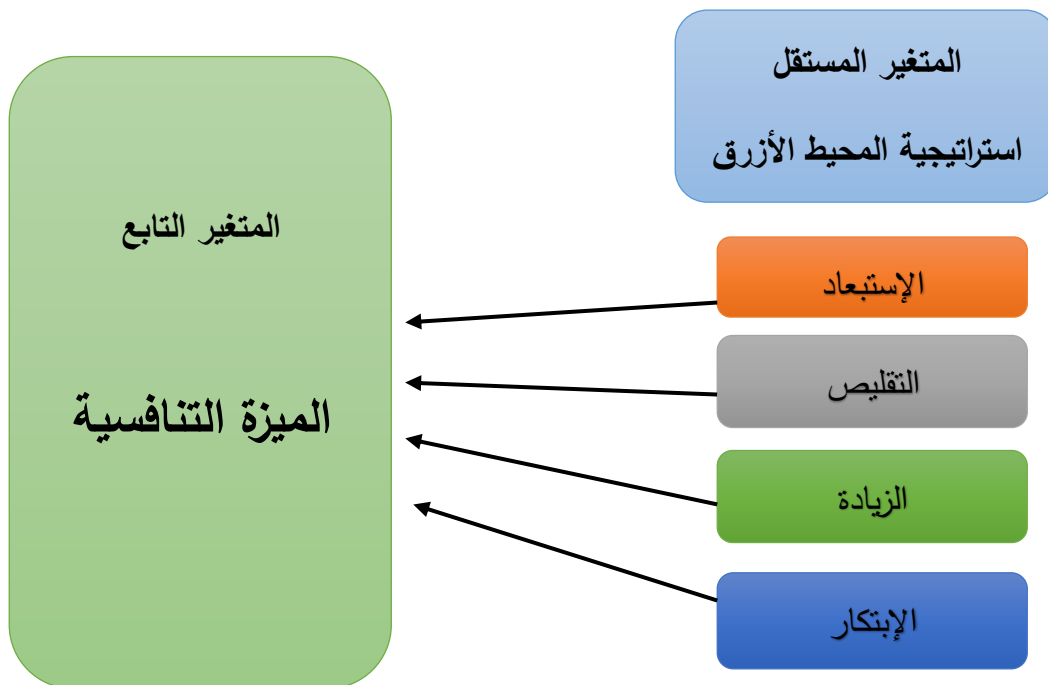 المتغير المستقل
استراتيجية المحيط الأزرق
المتغير التابع
الميزة التنافسية
الإستبعاد
التقليص
الزيادة
الإبتكار